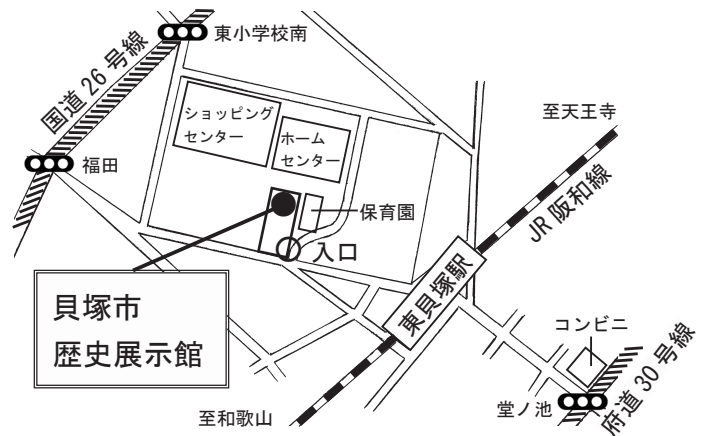 東小学校南
国道26号線
ショッピング
センター
ホーム
センター
至天王寺
福田
JR阪和線
保育園
入口
貝塚市
歴史展示館
東貝塚駅
コンビニ
府道30号線
堂ノ池
至和歌山